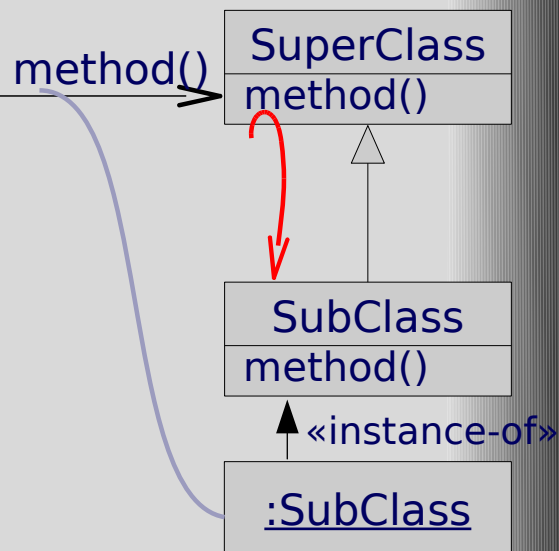 SuperClass
method()
method()
SubClass
method()
«instance-of»
:SubClass